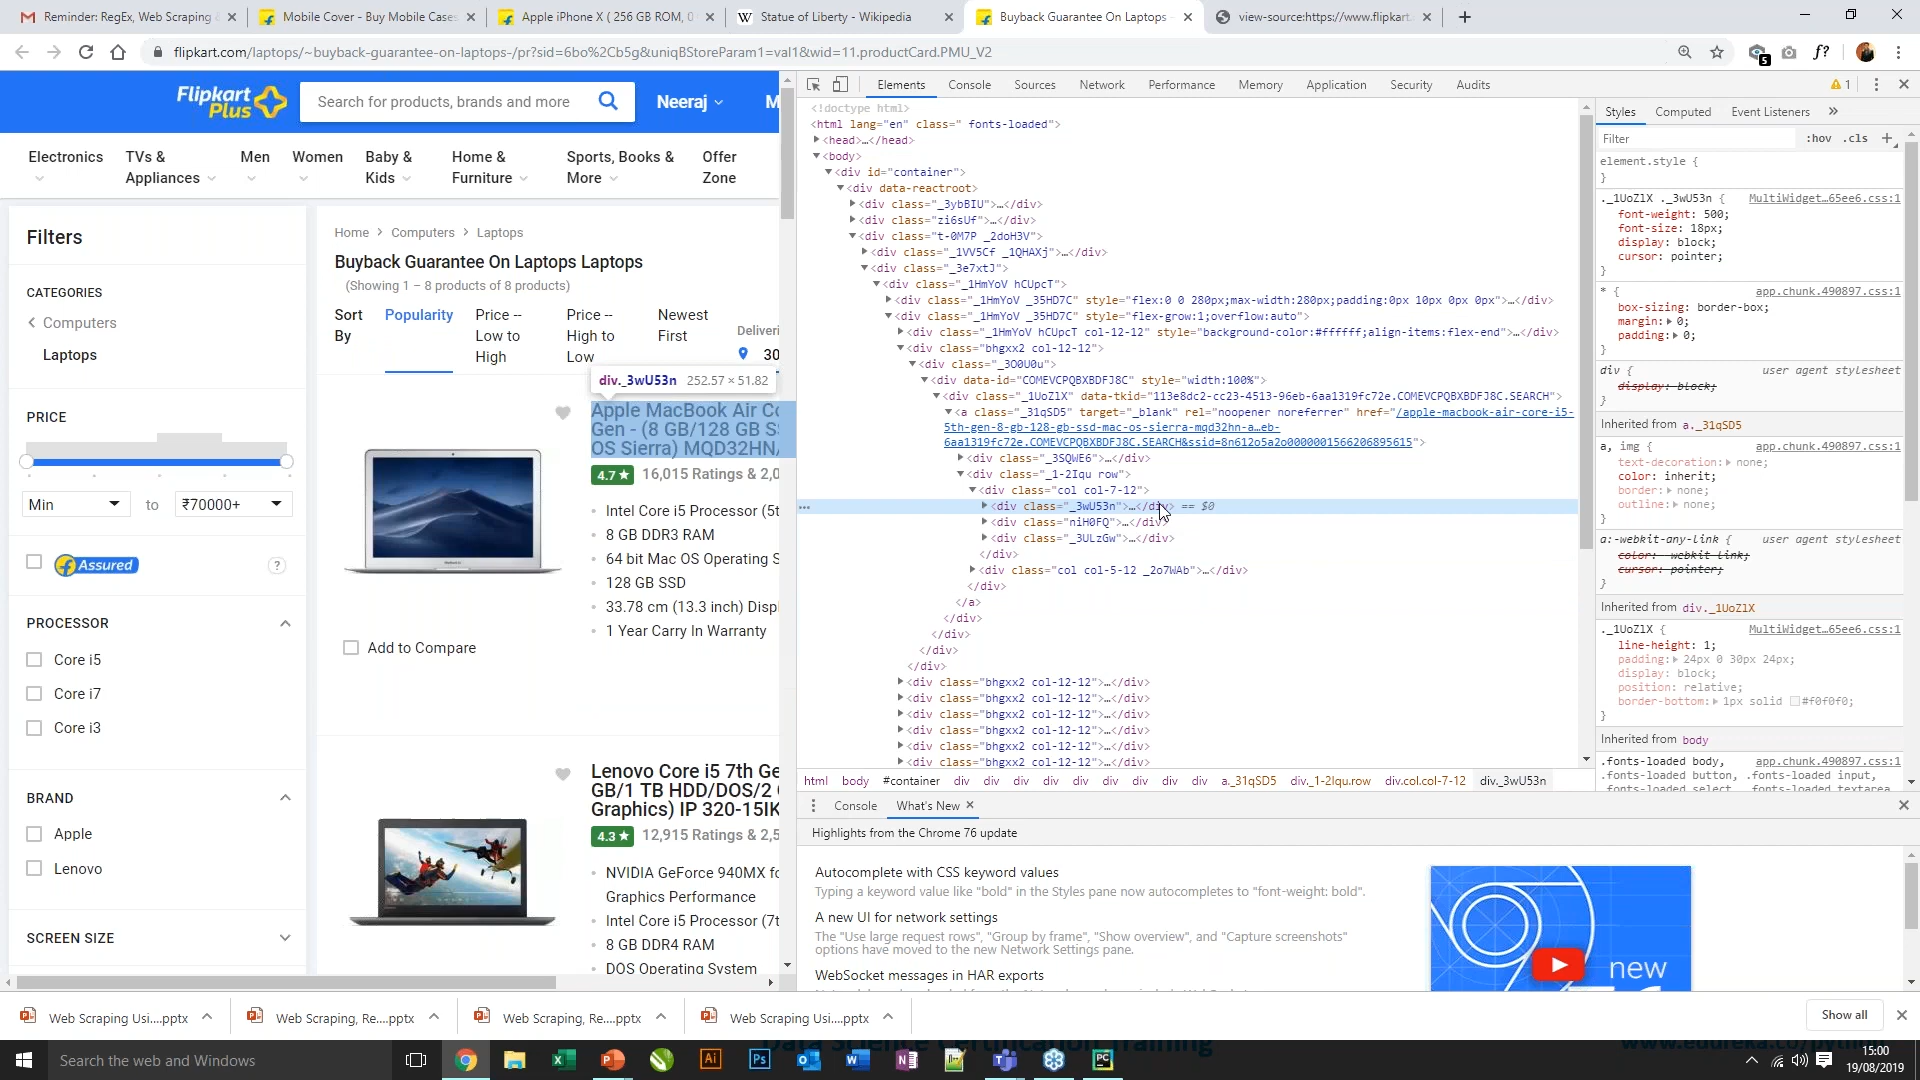 Reminder: RegEx, Web Scraping
Mobile Cover - Buy Mobile Cases
Apple iPhone X ( 256 GB ROM, 0
Statue of Liberty - Wikipedia
Buyback Guarantee On Laptops
view-source:https://www.flipkart.
flipkart.com/laptops/~buyback-guarantee-on-laptops-/pr?sid=6bo%2Cb5g&uniqBStoreParam1=val1&wid=11.productCard.PMU_V2
5
f?
Flipkart
Plus
Search for products, brands and more
Neeraj
M
Electronics
TVs &
Appliances
Men
Women
Baby &
Kids
Home &
Furniture
Sports, Books &
More
Offer
Zone
Filters
CATEGORIES
Computers
Laptops
PRICE
Min
to
₹70000+
Assured
?
PROCESSOR
Core i5
Core i7
Core i3
BRAND
Apple
Lenovo
SCREEN SIZE
Home > Computers > Laptops
Buyback Guarantee On Laptops Laptops
(Showing 1 – 8 products of 8 products)
Sort
By
Popularity
Price --
Low to
High
Price --
High to
Low
Newest
First
Deliveri
30
div._3wU53n 252.57 × 51.82
Apple MacBook Air Co
Gen - (8 GB/128 GB S
OS Sierra) MQD32HN/
4.7 ★ 16,015 Ratings & 2,0
Intel Core i5 Processor (5t
8 GB DDR3 RAM
64 bit Mac OS Operating S
128 GB SSD
33.78 cm (13.3 inch) Displ
1 Year Carry In Warranty
Add to Compare
Lenovo Core i5 7th Ge
GB/1 TB HDD/DOS/2
Graphics) IP 320-15IK
4.3 ★ 12,915 Ratings & 2,5
NVIDIA GeForce 940MX fo
Graphics Performance
Intel Core i5 Processor (7t
8 GB DDR4 RAM
DOS Operating System
Elements Console Sources Network Performance Memory Application Security Audits
1
<!doctype html>
<html lang="en" class=" fonts-loaded">
<head>…</head>
<body>
<div id="container">
<div data-reactroot>
<div class="_3ybBIU">…</div>
<div class="zi6sUf">…</div>
<div class="t-0M7P _2doH3V">
<div class="_1VV5Cf _1QHAXj">…</div>
<div class="_3e7xtJ">
<div class="_1HmYoV hCUpcT">
<div class="_1HmYoV _35HD7C" style="flex:0 0 280px;max-width:280px;padding:0px 10px 0px 0px">…</div>
<div class="_1HmYoV _35HD7C" style="flex-grow:1;overflow:auto">
<div class="_1HmYoV hCUpcT col-12-12" style="background-color:#ffffff;align-items:flex-end">…</div>
<div class="bhgxx2 col-12-12">
<div class="_3O0U0u">
<div data-id="COMEVCPQBXBDFJ8C" style="width:100%">
<div class="_1UoZlX" data-tkid="113e8dc2-cc23-4513-96eb-6aa1319fc72e.COMEVCPQBXBDFJ8C.SEARCH">
<a class="_31qSD5" target="_blank" rel="noopener noreferrer" href="/apple-macbook-air-core-i5-
5th-gen-8-gb-128-gb-ssd-mac-os-sierra-mqd32hn-a…eb-
6aa1319fc72e.COMEVCPQBXBDFJ8C.SEARCH&ssid=8n612o5a2o0000001566206895615">
<div class="_3SQWE6">…</div>
<div class="_1-2Iqu row">
<div class="col col-7-12">
<div class="_3wU53n">…</div> == $0
<div class="niH0FQ">…</div>
<div class="_3ULzGw">…</div>
</div>
<div class="col col-5-12 _2o7WAb">…</div>
</div>
</a>
</div>
</div>
</div>
</div>
<div class="bhgxx2 col-12-12">…</div>
<div class="bhgxx2 col-12-12">…</div>
<div class="bhgxx2 col-12-12">…</div>
<div class="bhgxx2 col-12-12">…</div>
<div class="bhgxx2 col-12-12">…</div>
<div class="bhgxx2 col-12-12">…</div>
html body #container div div div div div div div div div a._31qSD5 div._1-2Iqu.row div.col.col-7-12 div._3wU53n
Styles Computed Event Listeners »
Filter :hov .cls +
element.style {
}
._1UoZlX ._3wU53n { MultiWidget…65ee6.css:1
font-weight: 500;
font-size: 18px;
display: block;
cursor: pointer;
}
* { app.chunk.490897.css:1
box-sizing: border-box;
margin: 0;
padding: 0;
}
div { user agent stylesheet
display: block;
}
Inherited from a._31qSD5
a, img { app.chunk.490897.css:1
text-decoration: none;
color: inherit;
border: none;
outline: none;
}
a:-webkit-any-link { user agent stylesheet
color: -webkit-link;
cursor: pointer;
}
Inherited from div._1UoZlX
._1UoZlX { MultiWidget…65ee6.css:1
line-height: 1;
padding: 24px 0 30px 24px;
display: block;
position: relative;
border-bottom: 1px solid #f0f0f0;
}
Inherited from body
.fonts-loaded body, app.chunk.490897.css:1
.fonts-loaded button, .fonts-loaded input,
.fonts-loaded select, .fonts-loaded textarea
Console What's New
Highlights from the Chrome 76 update
Autocomplete with CSS keyword values
Typing a keyword value like "bold" in the Styles pane now autocompletes to "font-weight: bold".
A new UI for network settings
The "Use large request rows", "Group by frame", "Show overview", and "Capture screenshots"
options have moved to the new Network Settings pane.
WebSocket messages in HAR exports
new
Web Scraping Usi....pptx
Web Scraping, Re....pptx
Web Scraping, Re....pptx
Web Scraping Usi....pptx
Show all
Search the web and Windows
Data Science Certification Training
www.edureka.co/python
15:00
19/08/2019